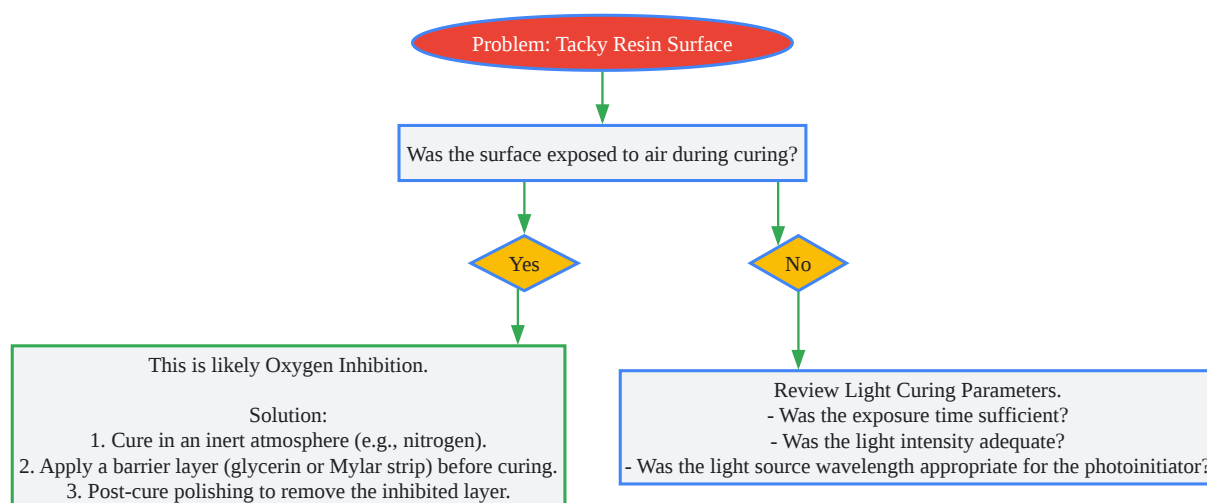 Problem: Tacky Resin Surface
Was the surface exposed to air during curing?
Yes
No
This is likely Oxygen Inhibition.
Solution:
1. Cure in an inert atmosphere (e.g., nitrogen).
2. Apply a barrier layer (glycerin or Mylar strip) before curing.
3. Post-cure polishing to remove the inhibited layer.
Review Light Curing Parameters.
- Was the exposure time sufficient?
- Was the light intensity adequate?
- Was the light source wavelength appropriate for the photoinitiator?